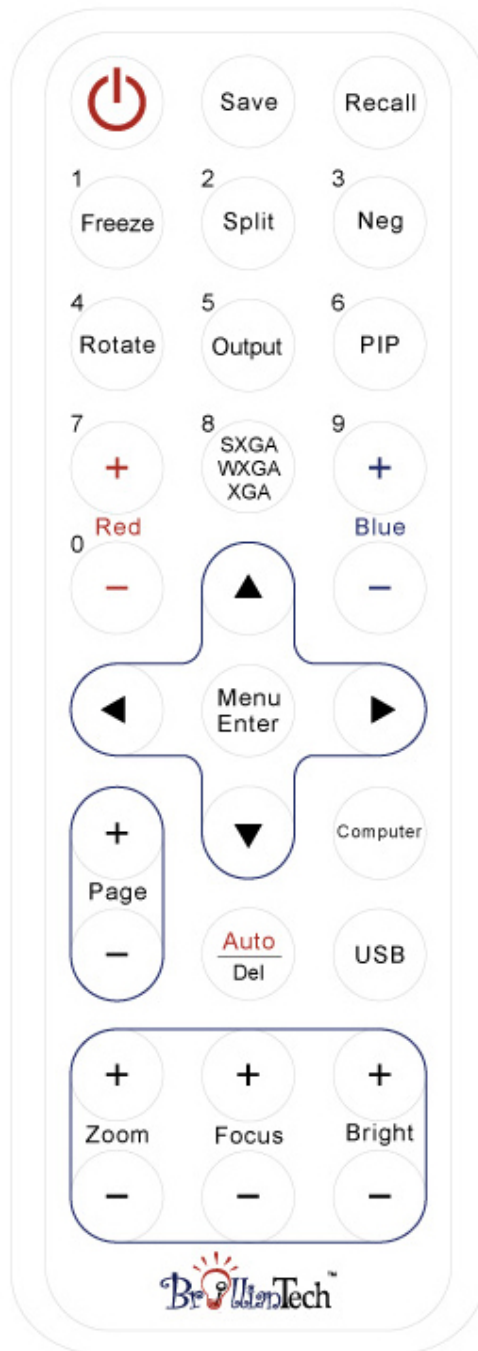 Save
Recall
1
2
3
Freeze
Split
Neg
4
5
6
Rotate
Output
PIP
7
8
9
+
SXGA
WXGA
XGA
+
Red
Blue
0
−
−
Menu
Enter
+
Computer
Page
−
Auto
Del
USB
+
+
+
Zoom
Focus
Bright
−
−
−
BrillianTech™